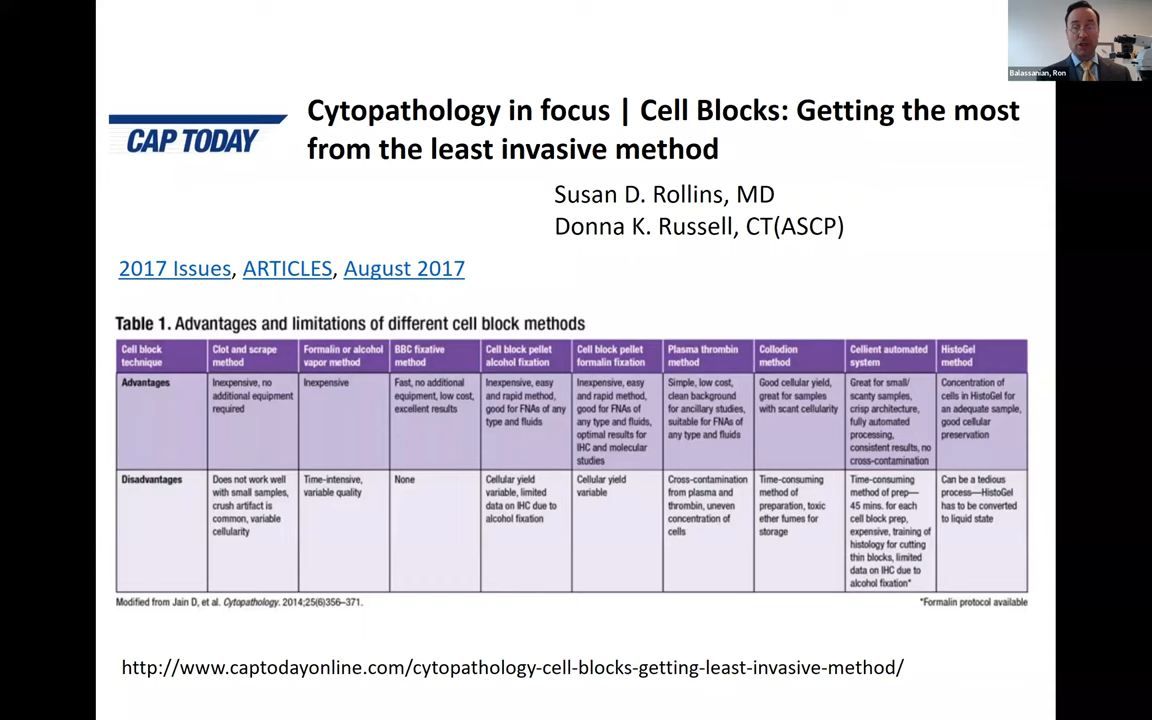 Balassanian, Ron
CAP TODAY
Cytopathology in focus | Cell Blocks: Getting the most
from the least invasive method
Susan D. Rollins, MD
Donna K. Russell, CT(ASCP)
2017 Issues, ARTICLES, August 2017
Table 1. Advantages and limitations of different cell block methods
Cell block
technique
Clot and scrape
method
Formalin or alcohol
vapor method
BBC fixative
method
Cell block pellet
alcohol fixation
Cell block pellet
formalin fixation
Plasma thrombin
method
Collodion
method
Cellient automated
system
HistoGel
method
Advantages
Inexpensive, no
additional equipment
required
Inexpensive
Fast, no additional
equipment, low cost,
excellent results
Inexpensive, easy
and rapid method,
good for FNAs of any
type and fluids
Inexpensive, easy
and rapid method,
good for FNAs of
any type and fluids,
optimal results for
IHC and molecular
studies
Simple, low cost,
clean background
for ancillary studies,
suitable for FNAs of
any type and fluids
Good cellular yield,
great for samples
with scant cellularity
Great for small/
scanty samples,
crisp architecture,
fully automated
processing,
consistent results, no
cross-contamination
Concentration of
cells in HistoGel for
an adequate sample,
good cellular
preservation
Disadvantages
Does not work well
with small samples,
crush artifact is
common, variable
cellularity
Time-intensive,
variable quality
None
Cellular yield
variable, limited
data on IHC due to
alcohol fixation
Cellular yield
variable
Cross-contamination
from plasma and
thrombin, uneven
concentration of
cells
Time-consuming
method of
preparation, toxic
ether fumes for
storage
Time-consuming
method of prep—
45 mins. for each
cell block prep,
expensive, training of
histology for cutting
thin blocks, limited
data on IHC due to
alcohol fixation*
Can be a tedious
process—HistoGel
has to be converted
to liquid state
Modified from Jain D, et al. Cytopathology. 2014;25(6)356–371.
*Formalin protocol available
http://www.captodayonline.com/cytopathology-cell-blocks-getting-least-invasive-method/